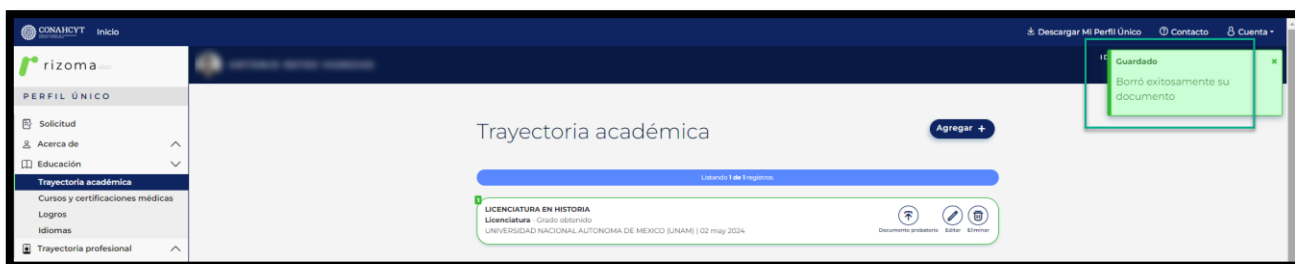 CONAHCYT Inicio
Descargar Mi Perfil Único Contacto Cuenta
rizoma
PERFIL ÚNICO
Solicitud
Acerca de
Educación
Trayectoria académica
Cursos y certificaciones médicas
Logros
Idiomas
Trayectoria profesional
Guardado ×
Borró exitosamente su
documento
Trayectoria académica
Agregar +
Listando 1 de 1 registros.
1
LICENCIATURA EN HISTORIA
Licenciatura - Grado obtenido
UNIVERSIDAD NACIONAL AUTONOMA DE MEXICO (UNAM) | 02 may 2024
Documento probatorio Editar Eliminar